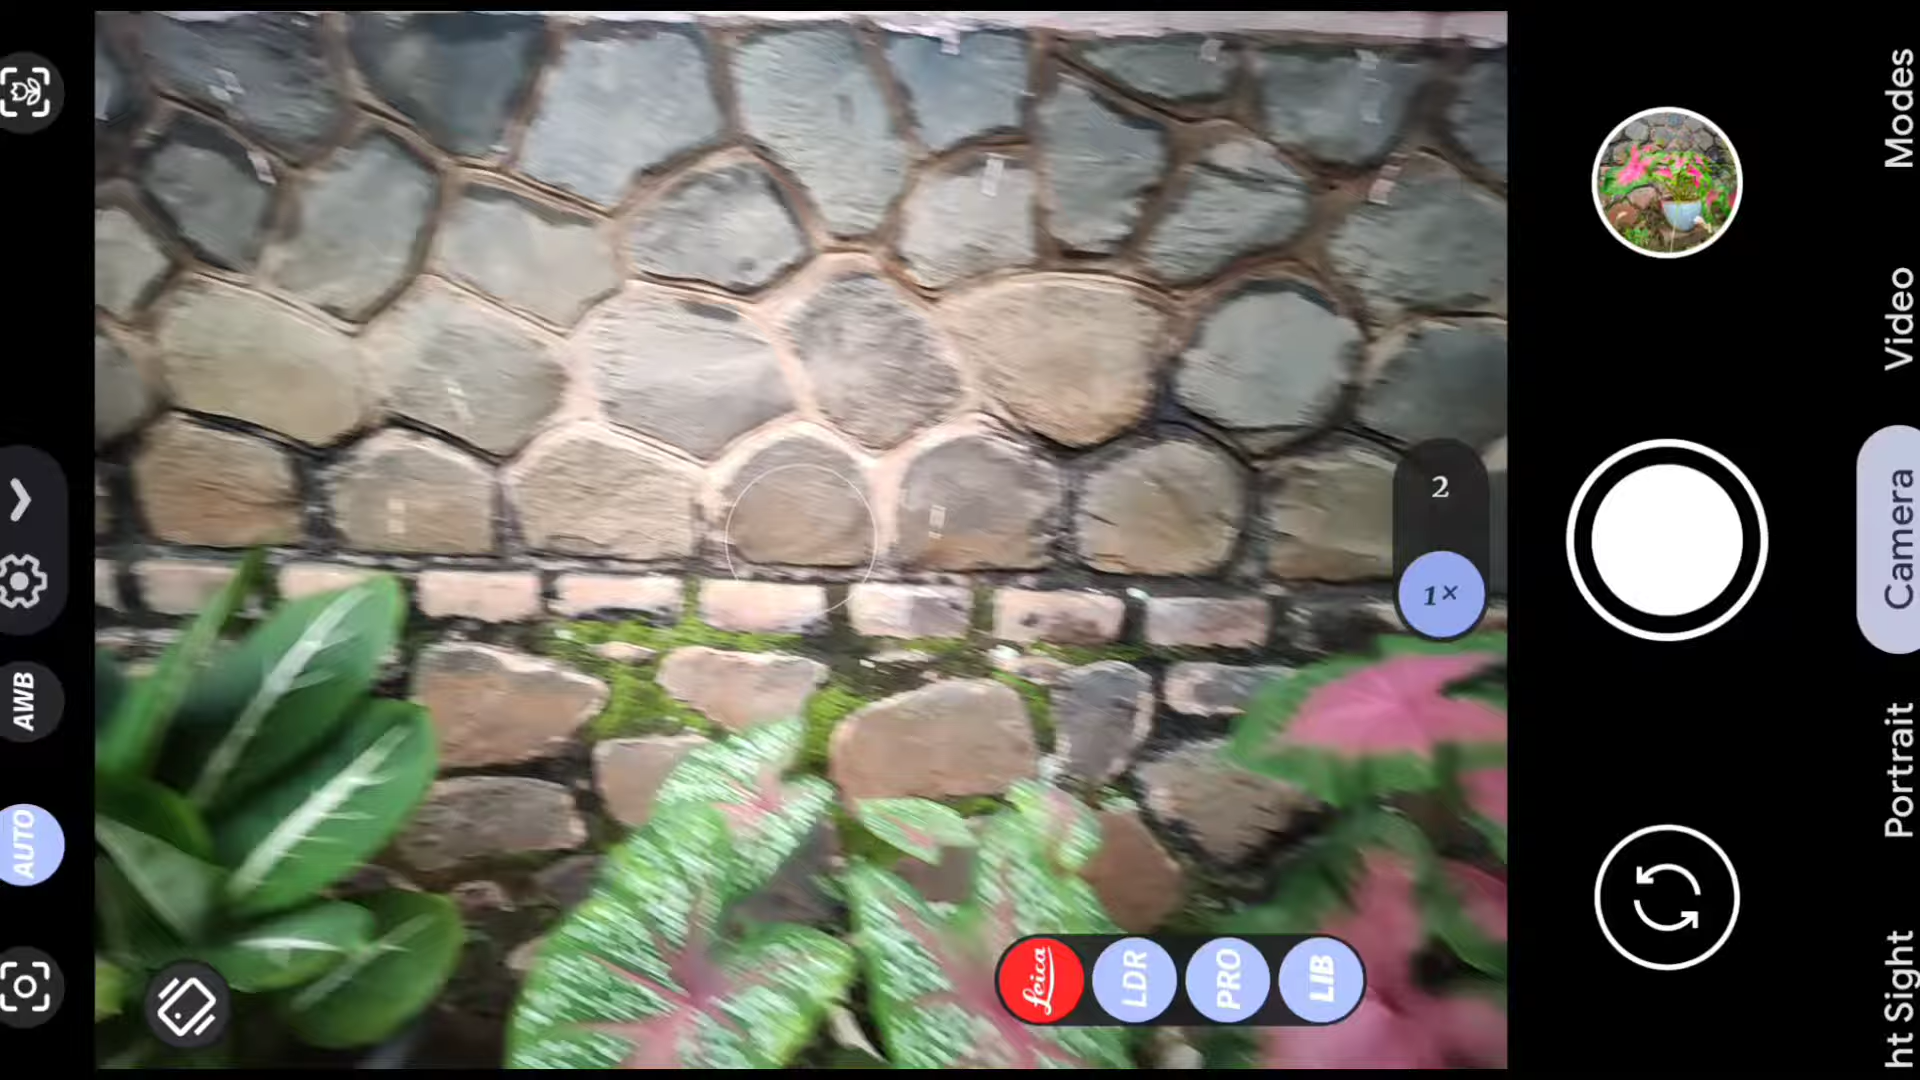 Modes
Video
Camera
Portrait
ht Sight
2
1×
AWB
AUTO
Leica
LDR
PRO
LIB